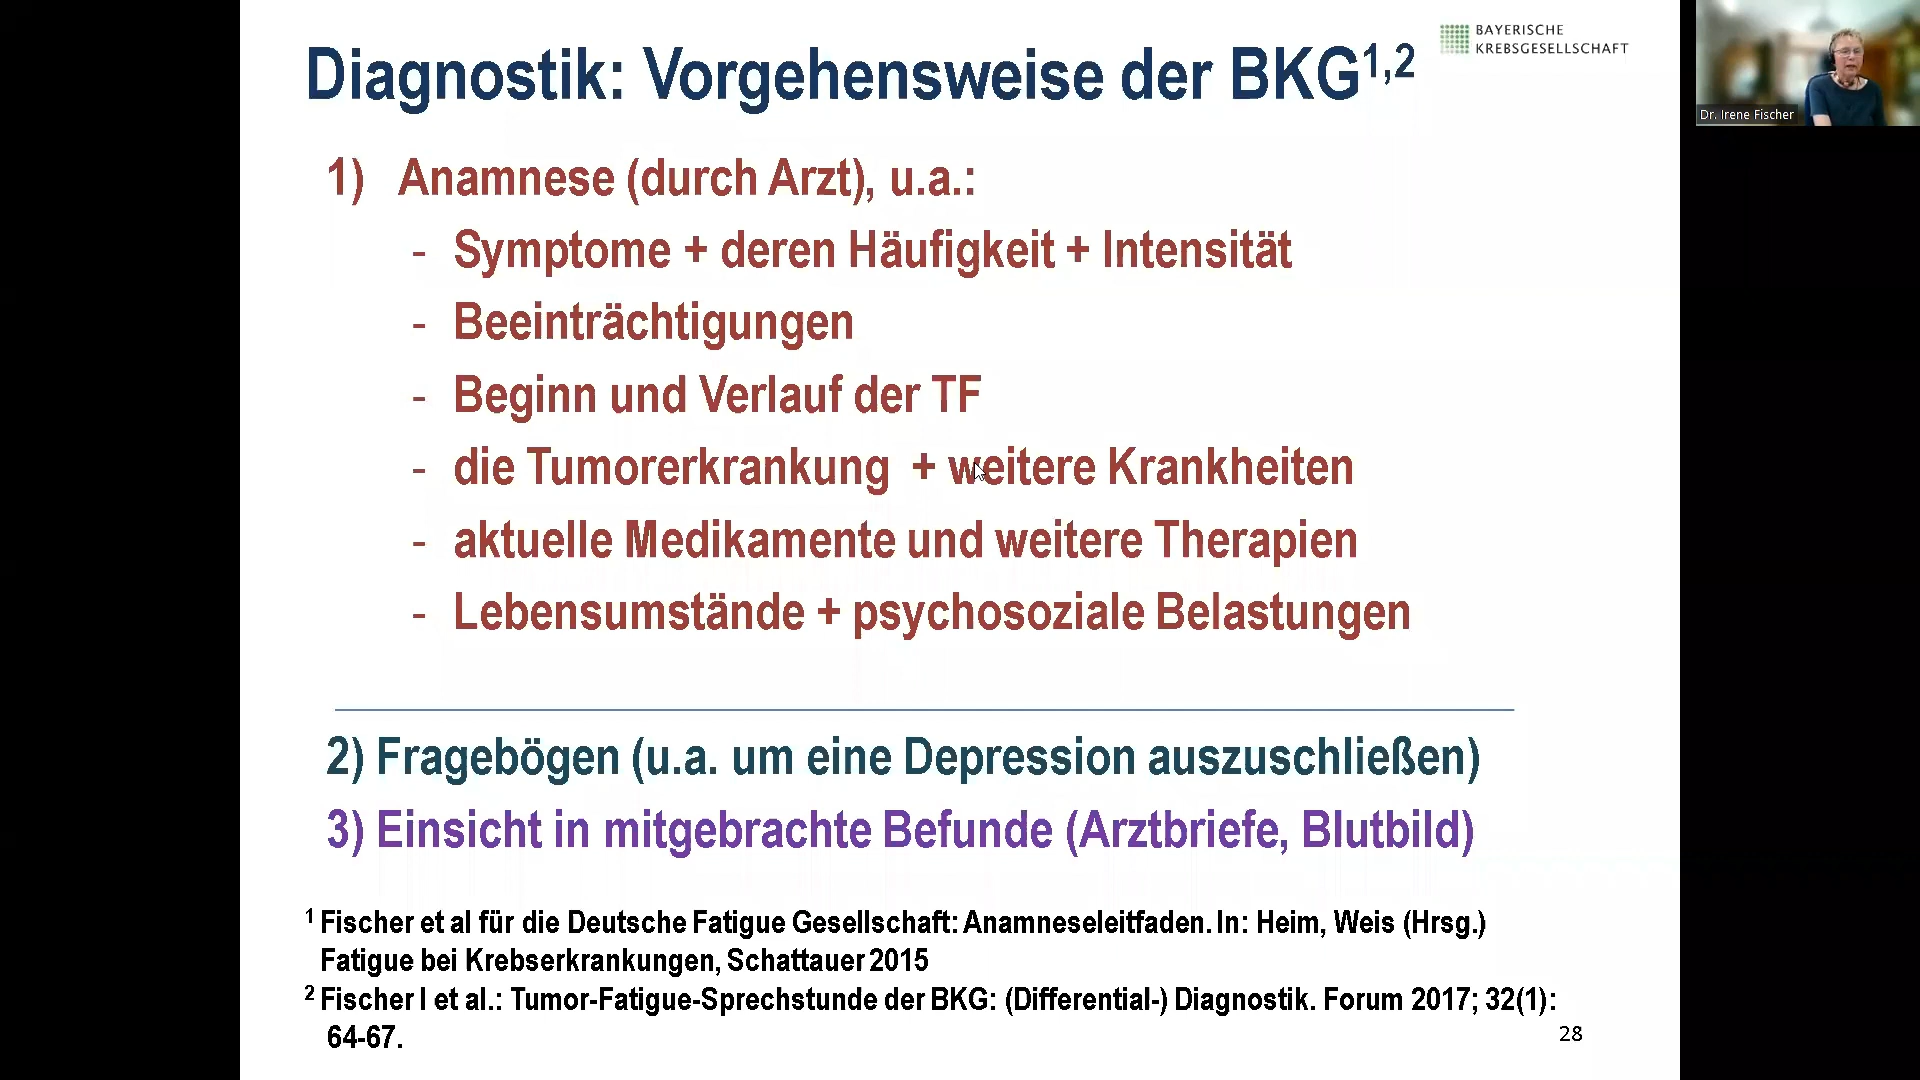 Diagnostik: Vorgehensweise der BKG1,2
BAYERISCHE
KREBSGESELLSCHAFT
Dr. Irene Fischer
1) Anamnese (durch Arzt), u.a.:
- Symptome + deren Häufigkeit + Intensität
- Beeinträchtigungen
- Beginn und Verlauf der TF
- die Tumorerkrankung + weitere Krankheiten
- aktuelle Medikamente und weitere Therapien
- Lebensumstände + psychosoziale Belastungen
2) Fragebögen (u.a. um eine Depression auszuschließen)
3) Einsicht in mitgebrachte Befunde (Arztbriefe, Blutbild)
1 Fischer et al für die Deutsche Fatigue Gesellschaft: Anamneseleitfaden. In: Heim, Weis (Hrsg.)
Fatigue bei Krebserkrankungen, Schattauer 2015
2 Fischer I et al.: Tumor-Fatigue-Sprechstunde der BKG: (Differential-) Diagnostik. Forum 2017; 32(1):
64-67.
28